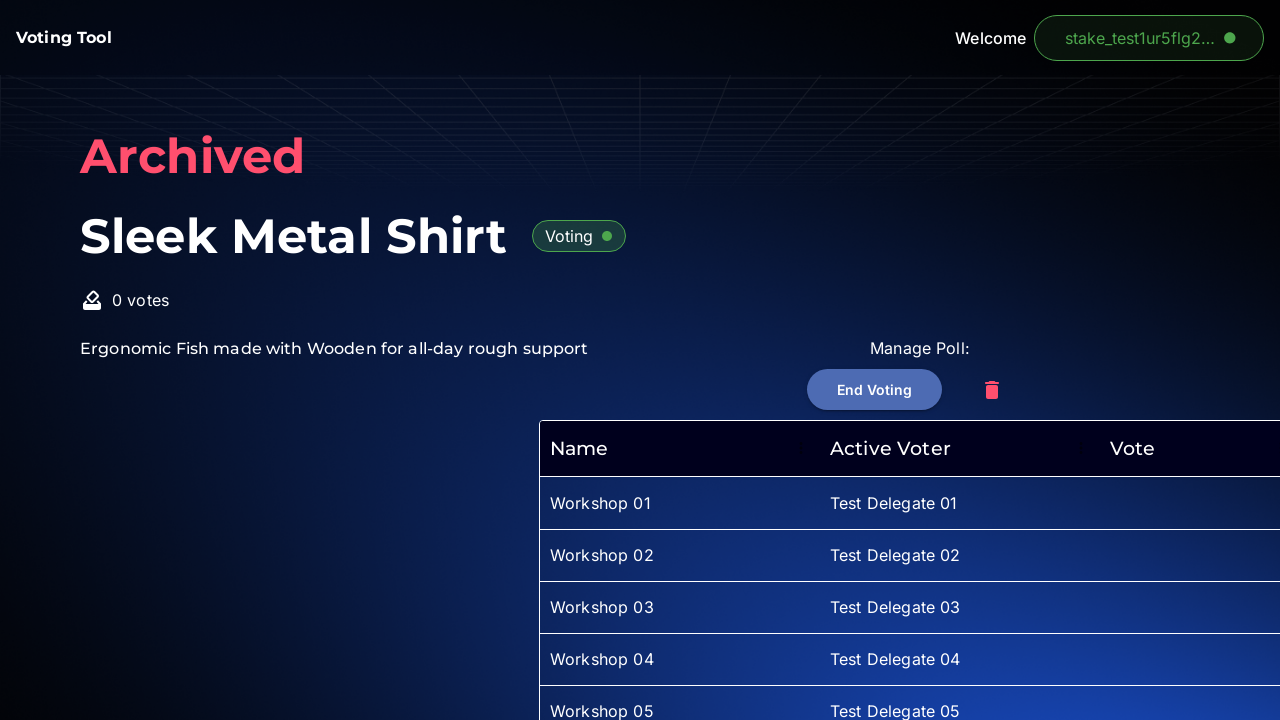 Voting Tool
Welcome stake_test1ur5flg2...
Archived
Sleek Metal Shirt Voting
0 votes
Ergonomic Fish made with Wooden for all-day rough support
Manage Poll:
End Voting
Name Active Voter Vote
Workshop 01 Test Delegate 01
Workshop 02 Test Delegate 02
Workshop 03 Test Delegate 03
Workshop 04 Test Delegate 04
Workshop 05 Test Delegate 05